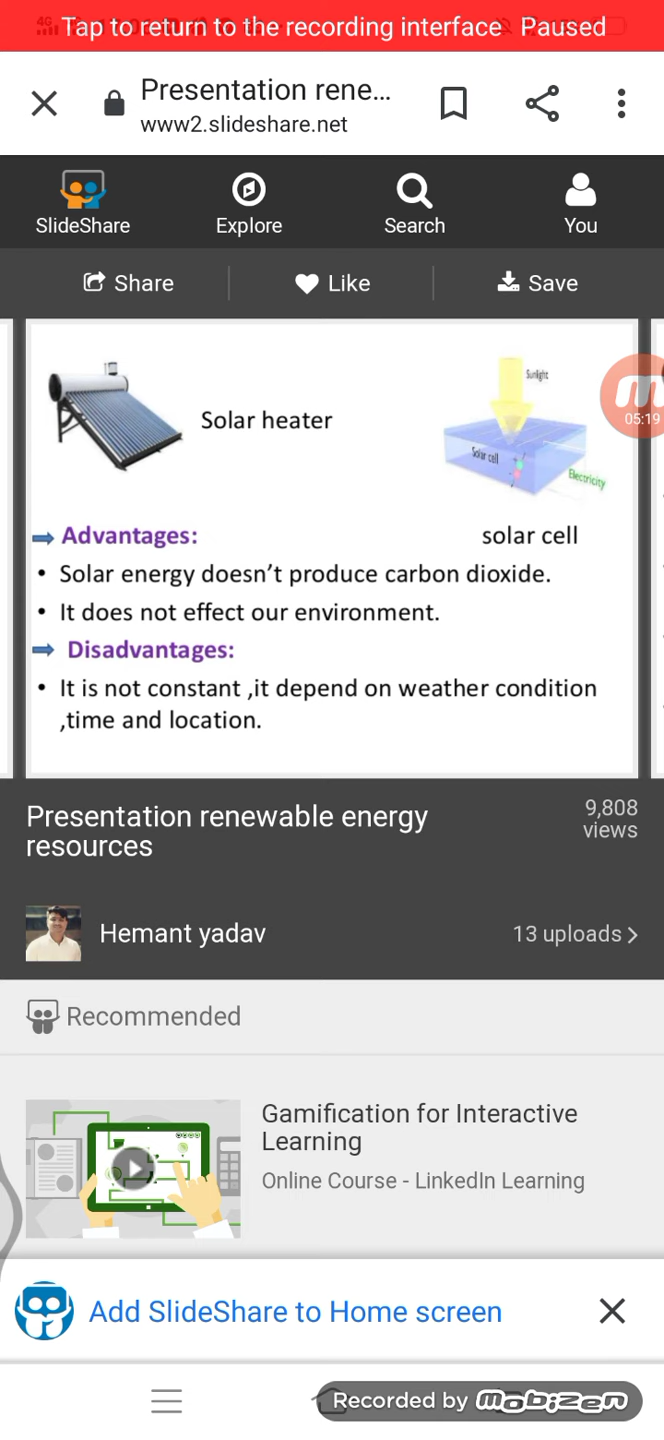 Tap to return to the recording interface Paused
Presentation rene...
www2.slideshare.net
SlideShare
Explore
Search
You
Share
Like
Save
Sunlight
Solar heater
05:19
Solar cell
Electricity
Advantages:
solar cell
• Solar energy doesn't produce carbon dioxide.
• It does not effect our environment.
Disadvantages:
• It is not constant ,it depend on weather condition
,time and location.
Presentation renewable energy
resources
9,808
views
Hemant yadav
13 uploads
Recommended
Gamification for Interactive
Learning
Online Course - LinkedIn Learning
Add SlideShare to Home screen
Recorded by mobizen